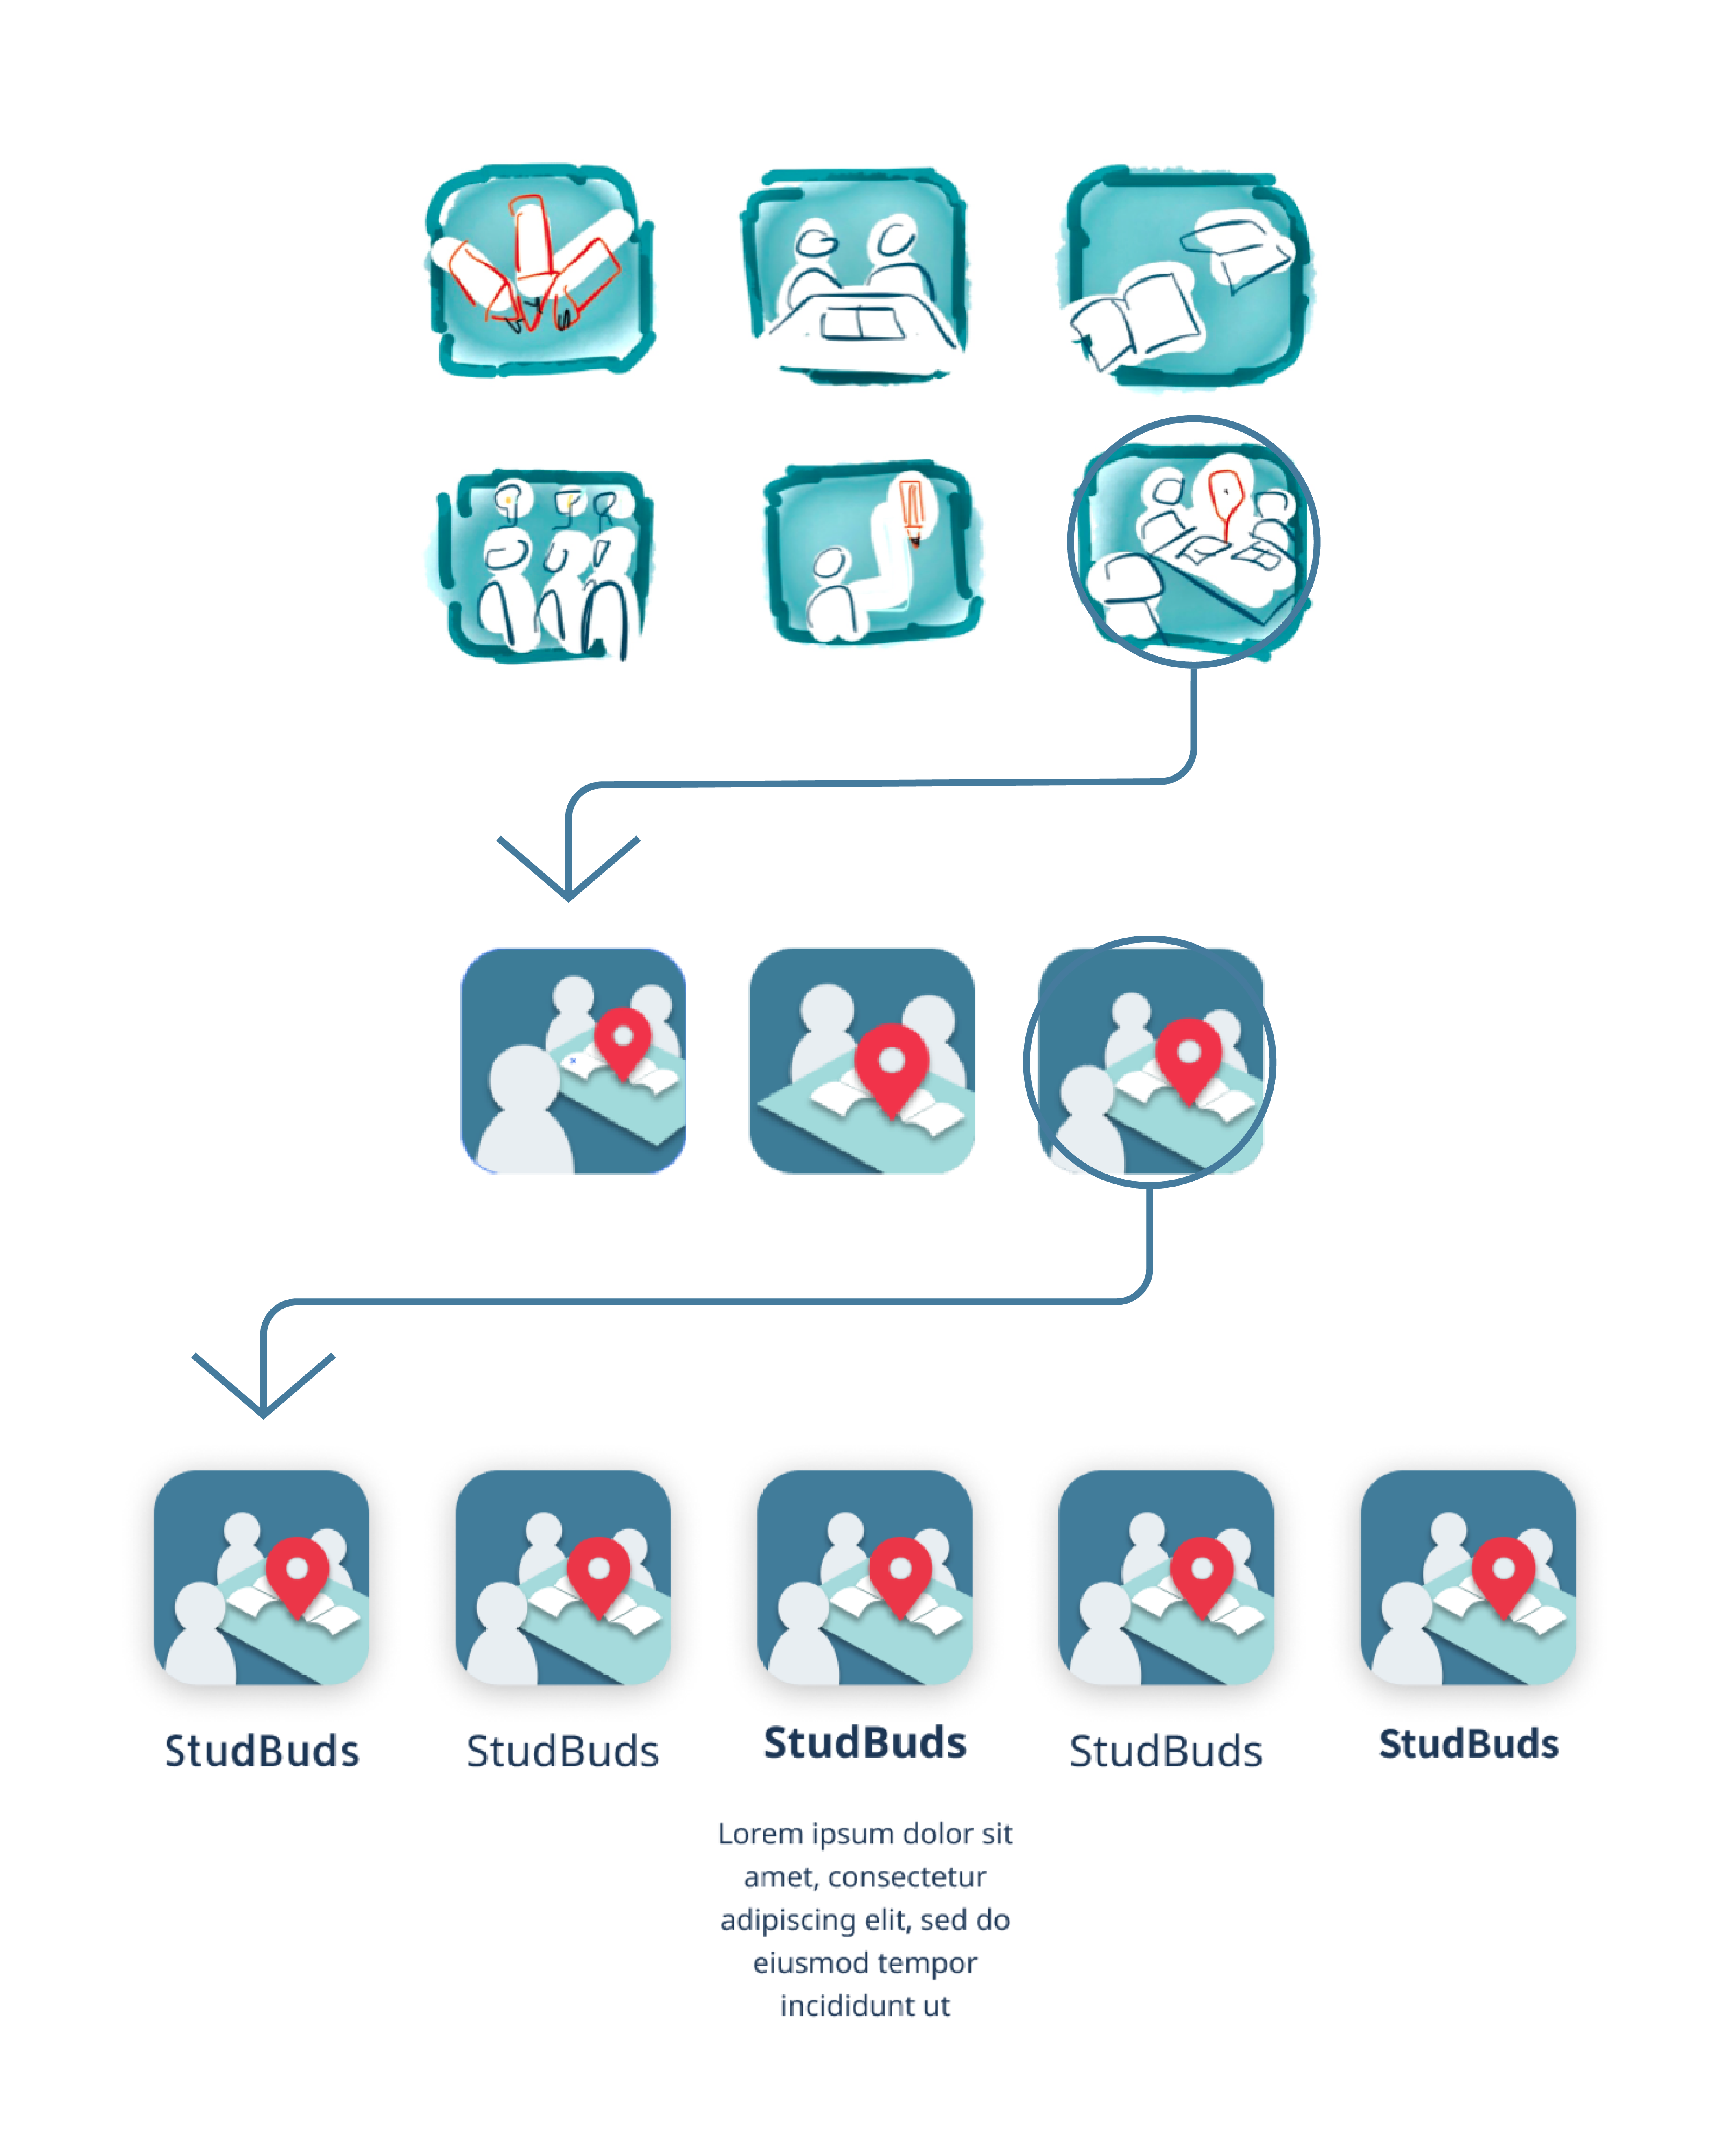 StudBuds
StudBuds
StudBuds
StudBuds
StudBuds
Lorem ipsum dolor sit
amet, consectetur
adipiscing elit, sed do
eiusmod tempor
incididunt ut